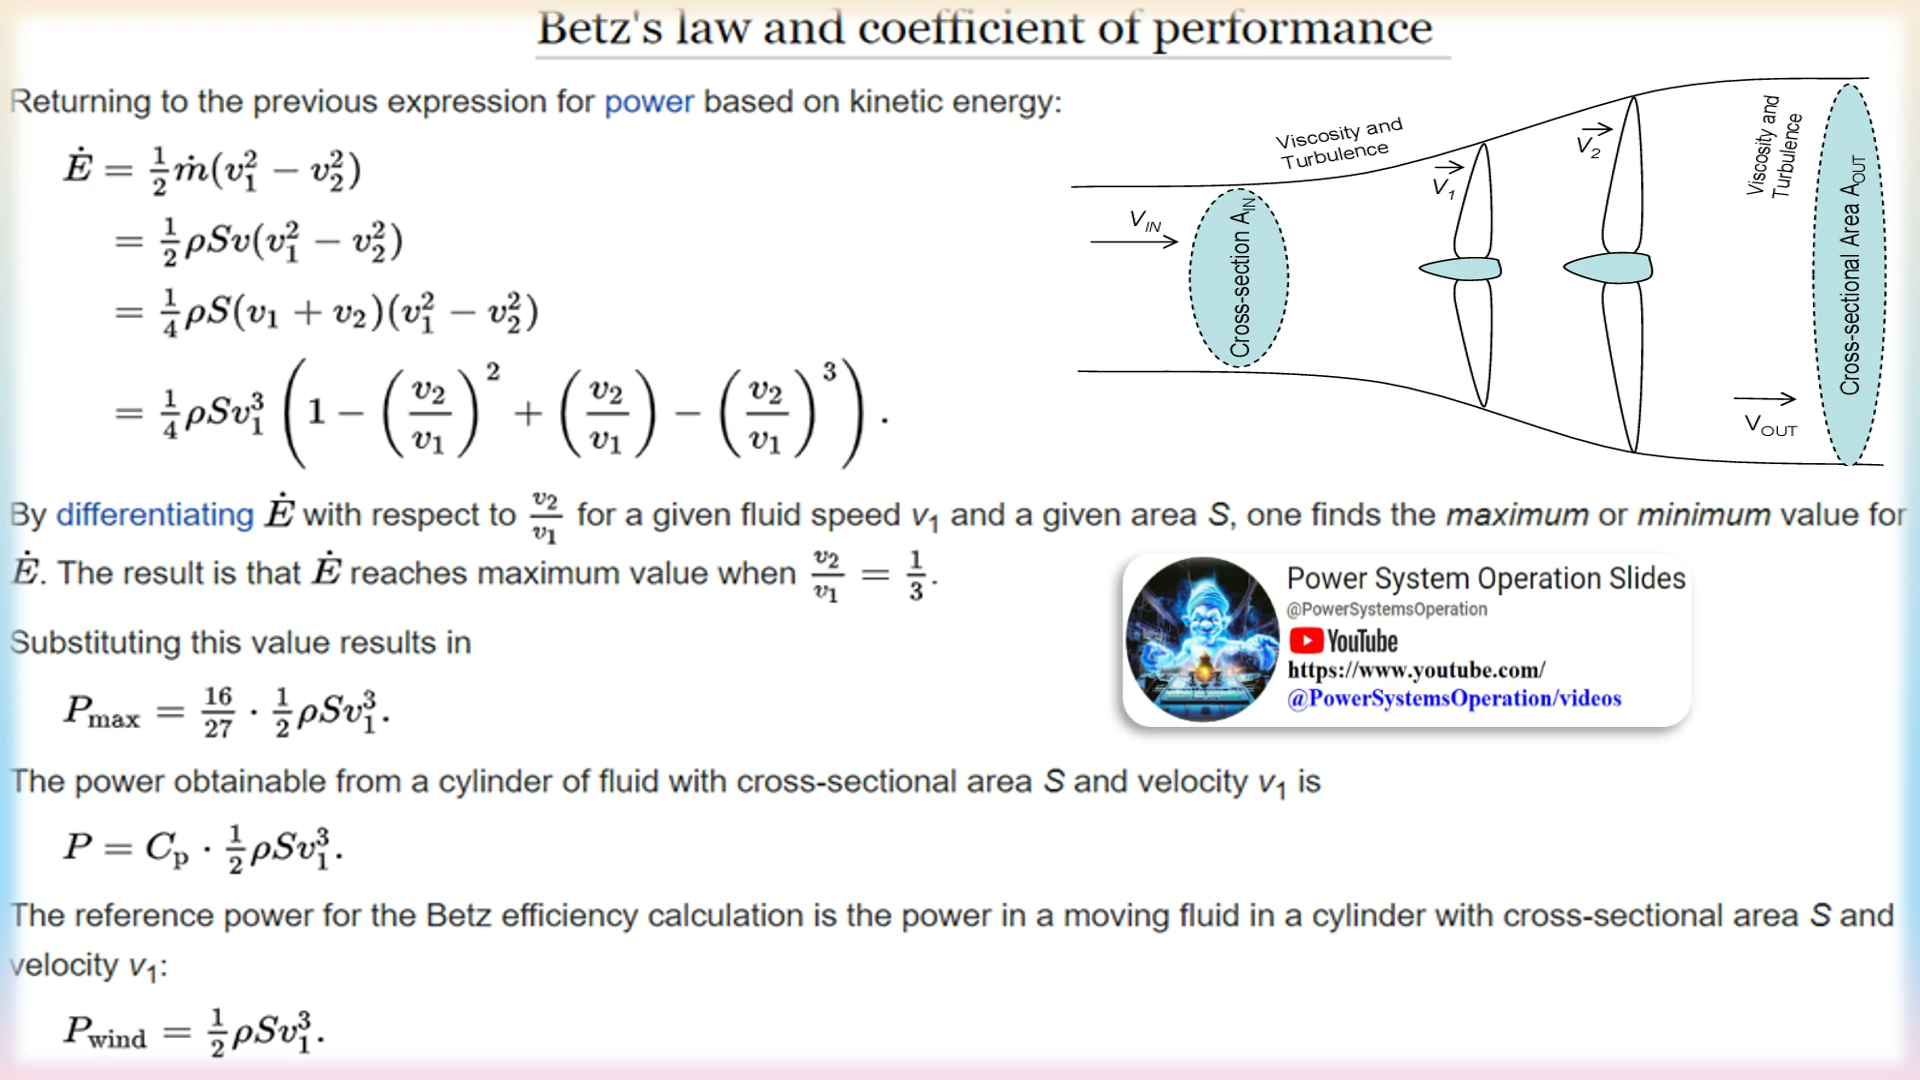 Betz's law and coefficient of performance
Returning to the previous expression for power based on kinetic energy:
Ė = ½ṁ(v₁² − v₂²)
= ½ρSv(v₁² − v₂²)
= ¼ρS(v₁ + v₂)(v₁² − v₂²)
= ¼ρSv₁³ (1 − (v₂/v₁)² + (v₂/v₁) − (v₂/v₁)³).
By differentiating Ė with respect to v₂/v₁ for a given fluid speed v₁ and a given area S, one finds the maximum or minimum value for
Ė. The result is that Ė reaches maximum value when v₂/v₁ = 1/3.
Substituting this value results in
Pmax = 16/27 · ½ρSv₁³.
The power obtainable from a cylinder of fluid with cross-sectional area S and velocity v₁ is
P = Cp · ½ρSv₁³.
The reference power for the Betz efficiency calculation is the power in a moving fluid in a cylinder with cross-sectional area S and
velocity v₁:
Pwind = ½ρSv₁³.
VIN
Cross-section AIN
Viscosity and
Turbulence
V₁
V₂
Viscosity and
Turbulence
Cross-sectional Area AOUT
VOUT
Power System Operation Slides
@PowerSystemsOperation
YouTube
https://www.youtube.com/
@PowerSystemsOperation/videos